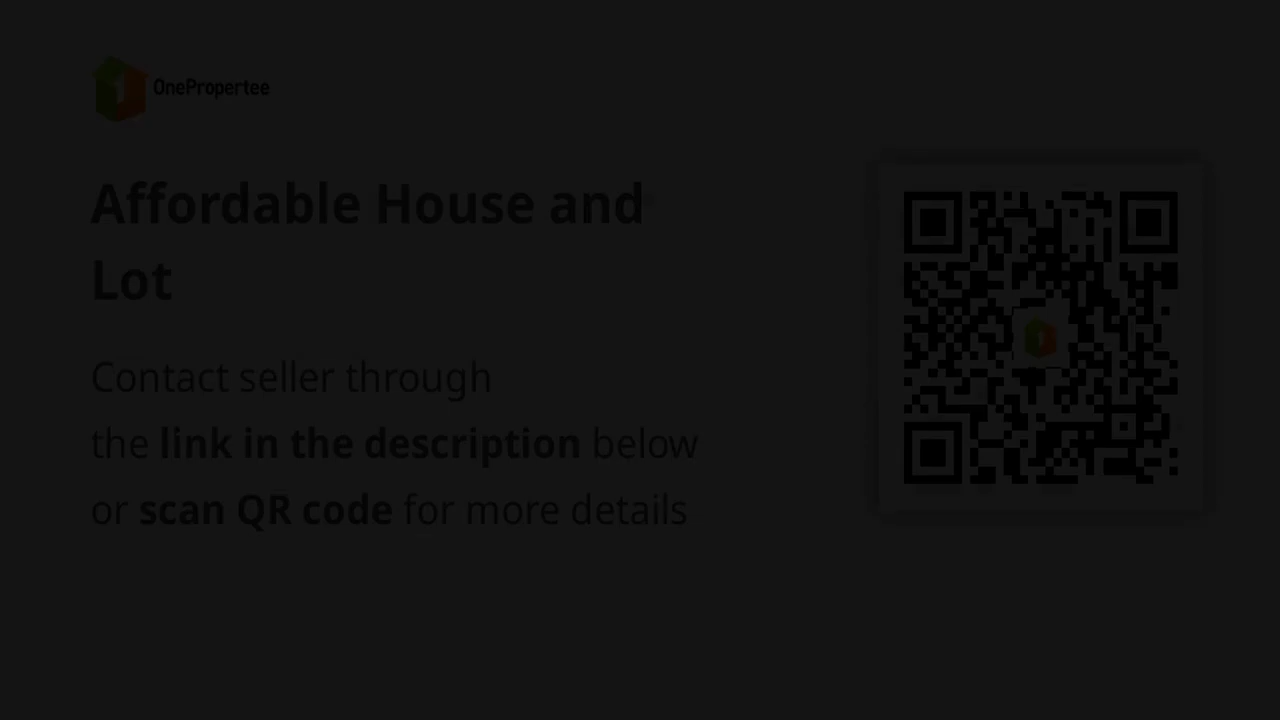 OnePropertee
Affordable House and
Lot
Contact seller through
the link in the description below
or scan QR code for more details